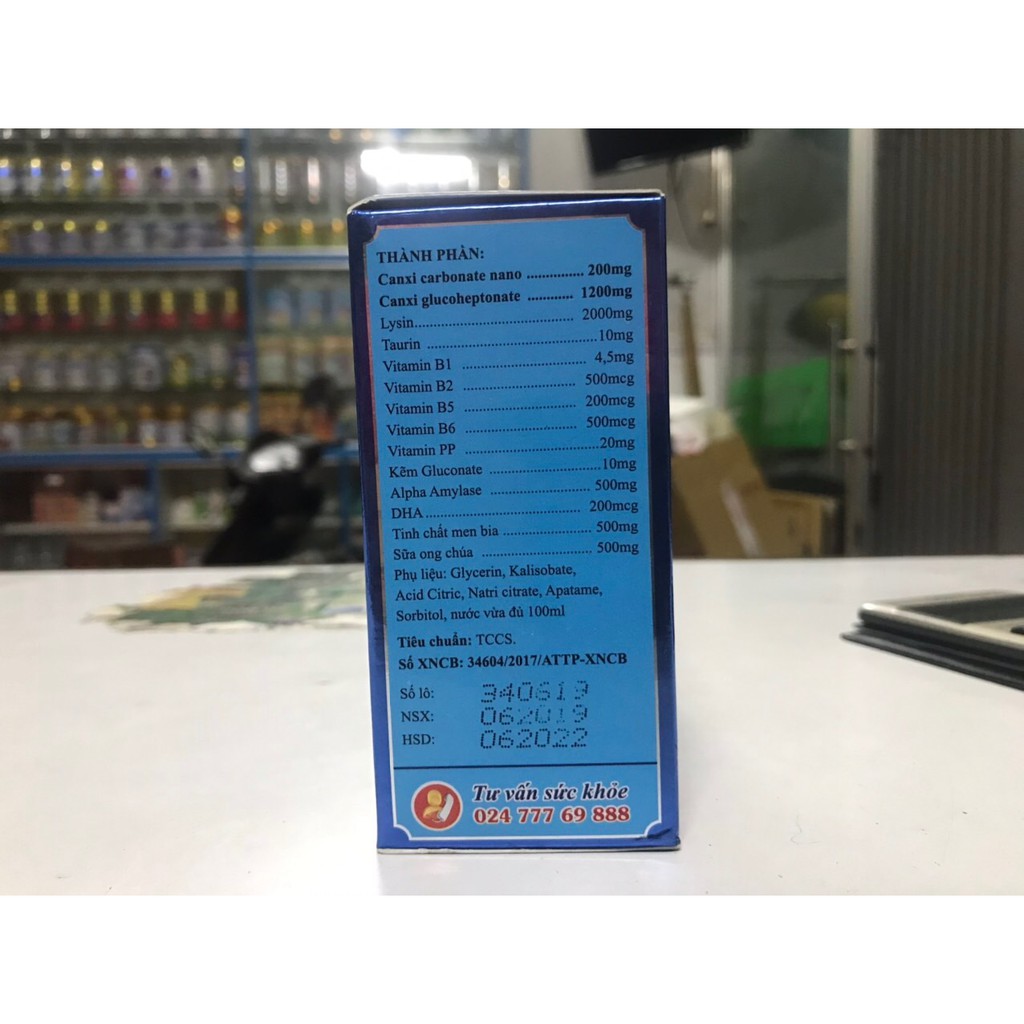 THÀNH PHẦN:
Canxi carbonate nano ............... 200mg
Canxi glucoheptonate ............ 1200mg
Lysin.......................................... 2000mg
Taurin .............................................10mg
Vitamin B1 ................................. 4,5mg
Vitamin B2 .............................. 500mcg
Vitamin B5 .............................. 200mcg
Vitamin B6 .............................. 500mcg
Vitamin PP ....................................20mg
Kẽm Gluconate ..............................10mg
Alpha Amylase ........................... 500mg
DHA......................................... 200mcg
Tinh chất men bia ........................ 500mg
Sữa ong chúa ............................. 500mg
Phụ liệu: Glycerin, Kalisobate,
Acid Citric, Natri citrate, Apatame,
Sorbitol, nước vừa đủ 100ml
Tiêu chuẩn: TCCS.
Số XNCB: 34604/2017/ATTP-XNCB
Số lô: 340619
NSX: 062019
HSD: 062022
Tư vấn sức khỏe
024 777 69 888